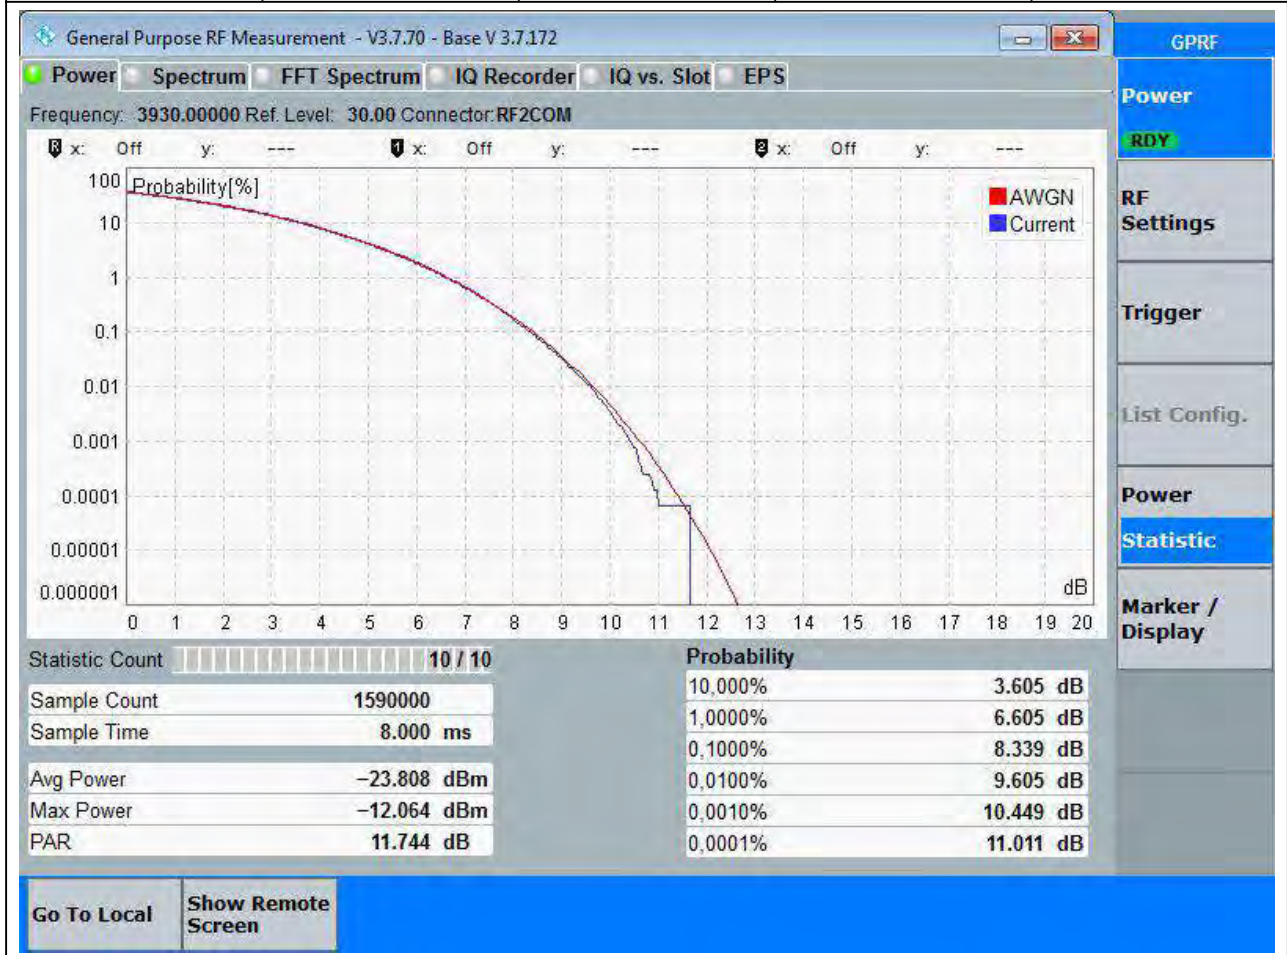 General Purpose RF Measurement - V3.7.70 - Base V 3.7.172
GPRF
Power Spectrum FFT Spectrum IQ Recorder IQ vs. Slot EPS
Frequency: 3930.00000 Ref. Level: 30.00 Connector:RF2COM
R x: Off y: --- 1 x: Off y: --- 2 x: Off y: ---
Probability[%]
AWGN
Current
100
10
1
0.1
0.01
0.001
0.0001
0.00001
0.000001
dB
0 1 2 3 4 5 6 7 8 9 10 11 12 13 14 15 16 17 18 19 20
Statistic Count 10 / 10
Sample Count 1590000
Sample Time 8.000 ms
Avg Power −23.808 dBm
Max Power −12.064 dBm
PAR 11.744 dB
Probability
10,000% 3.605 dB
1,0000% 6.605 dB
0,1000% 8.339 dB
0,0100% 9.605 dB
0,0010% 10.449 dB
0,0001% 11.011 dB
Power
RDY
RF
Settings
Trigger
List Config.
Power
Statistic
Marker /
Display
Go To Local
Show Remote
Screen